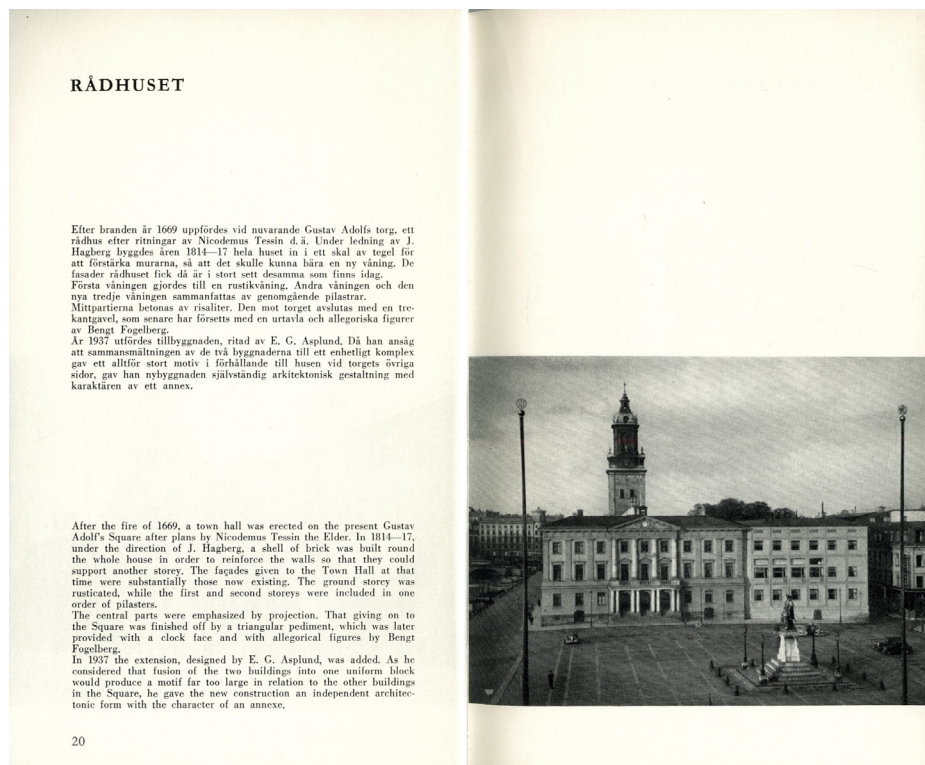 RÅDHUSET
Efter branden år 1669 uppfördes vid nuvarande Gustav Adolfs torg, ett
rådhus efter ritningar av Nicodemus Tessin d. ä. Under ledning av J.
Hagberg byggdes åren 1814—17 hela huset in i ett skal av tegel för
att förstärka murarna, så att det skulle kunna bära en ny våning. De
fasader rådhuset fick då är i stort sett desamma som finns idag.
Första våningen gjordes till en rustikvåning. Andra våningen och den
nya tredje våningen sammanfattas av genomgående pilastrar.
Mittpartierna betonas av risaliter. Den mot torget avslutas med en tre-
kantgavel, som senare har försetts med en urtavla och allegoriska figurer
av Bengt Fogelberg.
År 1937 utfördes tillbyggnaden, ritad av E. G. Asplund. Då han ansåg
att sammansmältningen av de två byggnaderna till ett enhetligt komplex
gav ett alltför stort motiv i förhållande till husen vid torgets övriga
sidor, gav han nybyggnaden självständig arkitektonisk gestaltning med
karaktären av ett annex.
After the fire of 1669, a town hall was erected on the present Gustav
Adolf's Square after plans by Nicodemus Tessin the Elder. In 1814—17,
under the direction of J. Hagberg, a shell of brick was built round
the whole house in order to reinforce the walls so that they could
support another storey. The façades given to the Town Hall at that
time were substantially those now existing. The ground storey was
rusticated, while the first and second storeys were included in one
order of pilasters.
The central parts were emphasized by projection. That giving on to
the Square was finished off by a triangular pediment, which was later
provided with a clock face and with allegorical figures by Bengt
Fogelberg.
In 1937 the extension, designed by E. G. Asplund, was added. As he
considered that fusion of the two buildings into one uniform block
would produce a motif far too large in relation to the other buildings
in the Square, he gave the new construction an independent architec-
tonic form with the character of an annexe.
20